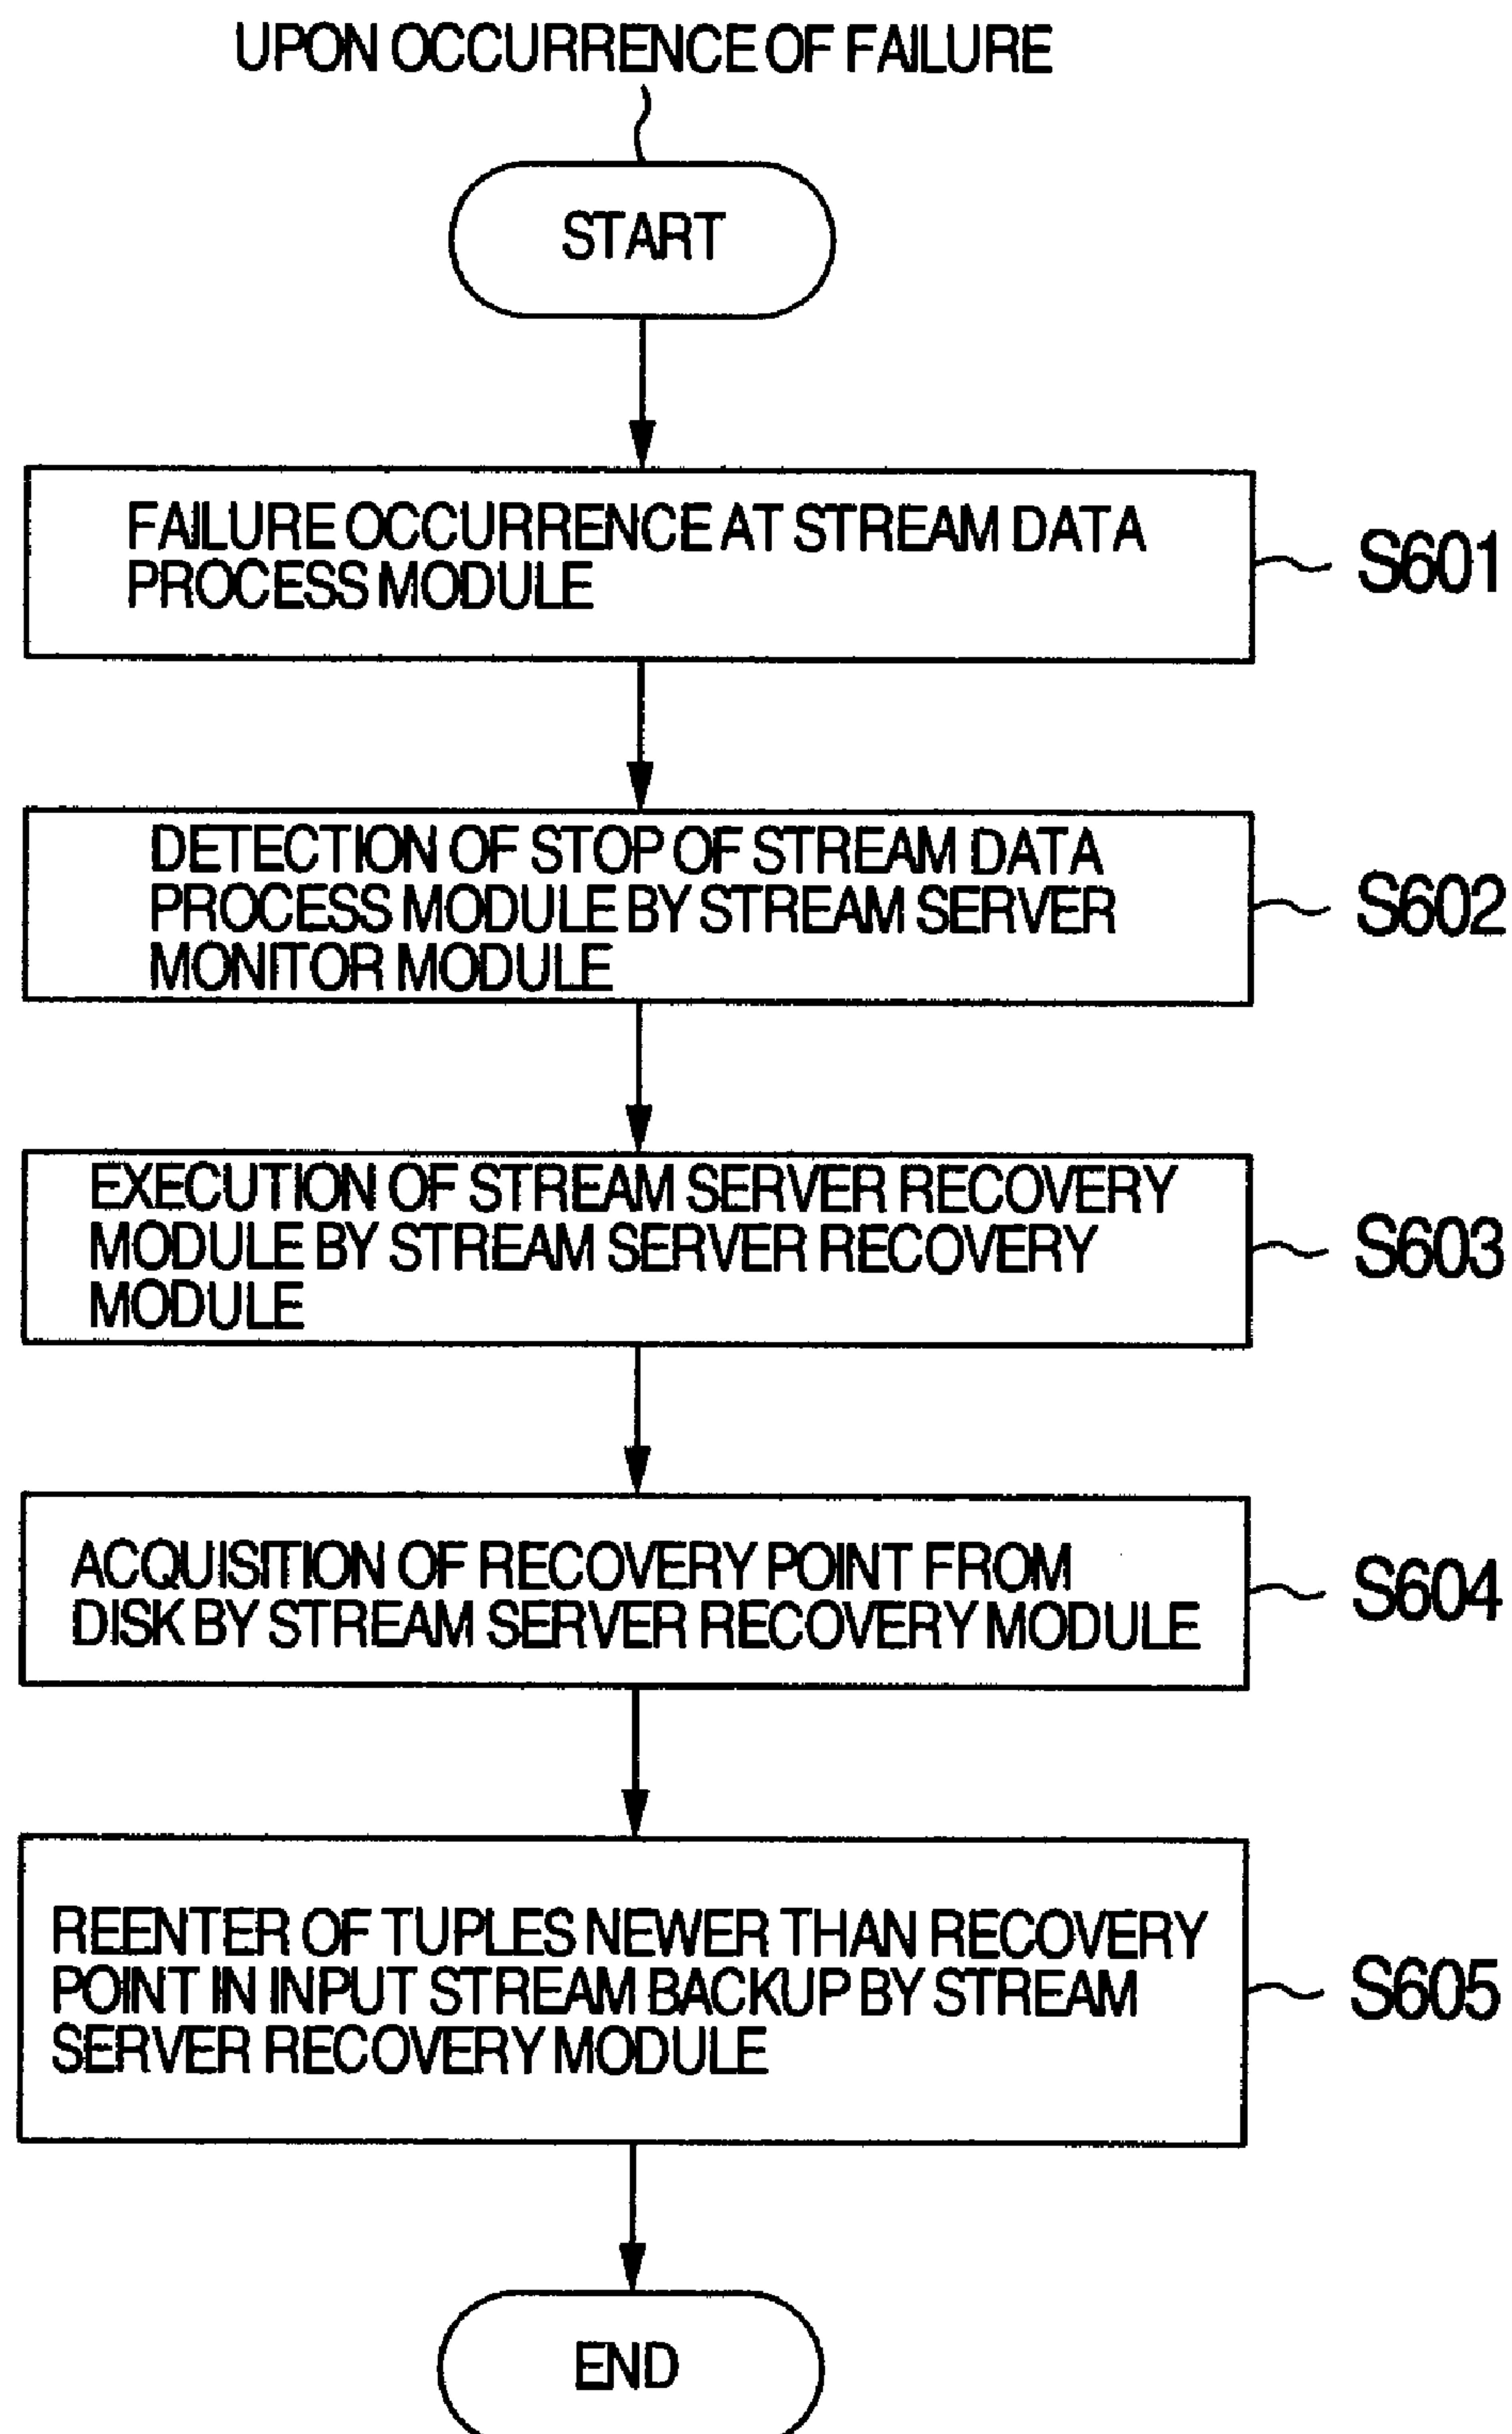 UPON OCCURRENCE OF FAILURE
START
FAILURE OCCURRENCE AT STREAM DATA
PROCESS MODULE
S601
DETECTION OF STOP OF STREAM DATA
PROCESS MODULE BY STREAM SERVER
MONITOR MODULE
S602
EXECUTION OF STREAM SERVER RECOVERY
MODULE BY STREAM SERVER RECOVERY
MODULE
S603
ACQUISITION OF RECOVERY POINT FROM
DISK BY STREAM SERVER RECOVERY MODULE
S604
REENTER OF TUPLES NEWER THAN RECOVERY
POINT IN INPUT STREAM BACKUP BY STREAM
SERVER RECOVERY MODULE
S605
END